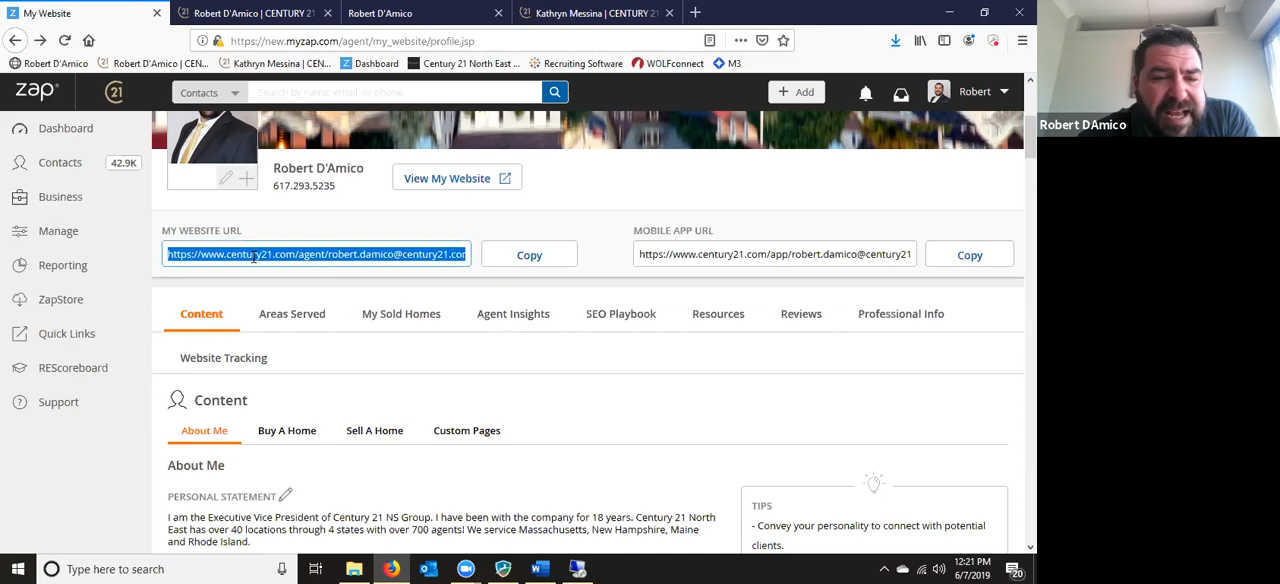 My Website
Robert D'Amico | CENTURY 21
Robert D'Amico
Kathryn Messina | CENTURY 21
https://new.myzap.com/agent/my_website/profile.jsp
Robert D'Amico
Robert D'Amico | CEN...
Kathryn Messina | CEN...
Dashboard
Century 21 North East ...
Recruiting Software
WOLFconnect
M3
zap
21
Contacts
Search by name, email, or phone
+ Add
Robert
Robert DAmico
Dashboard
Contacts
42.9K
Business
Manage
Reporting
ZapStore
Quick Links
REScoreboard
Support
Robert D'Amico
617.293.5235
View My Website
MY WEBSITE URL
https://www.century21.com/agent/robert.damico@century21.com
Copy
MOBILE APP URL
https://www.century21.com/app/robert.damico@century21
Copy
Content
Areas Served
My Sold Homes
Agent Insights
SEO Playbook
Resources
Reviews
Professional Info
Website Tracking
Content
About Me
Buy A Home
Sell A Home
Custom Pages
About Me
PERSONAL STATEMENT
I am the Executive Vice President of Century 21 NS Group. I have been with the company for 18 years. Century 21 North
East has over 40 locations through 4 states with over 700 agents! We service Massachusetts, New Hampshire, Maine
and Rhode Island.
TIPS
- Convey your personality to connect with potential
clients.
Type here to search
12:21 PM
6/7/2019
20